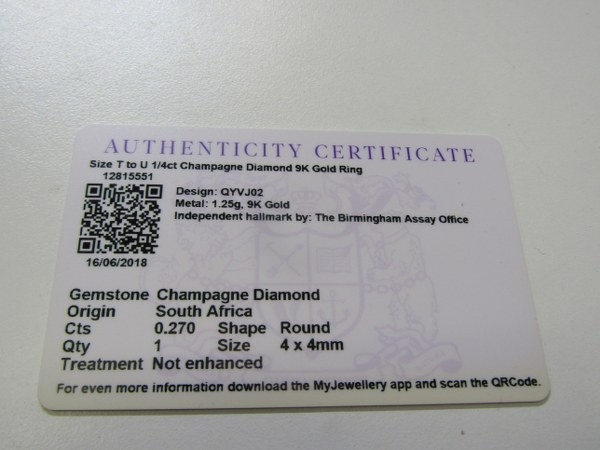 AUTHENTICITY CERTIFICATE
Size T to U 1/4ct Champagne Diamond 9K Gold Ring
12815551
Design: QYVJ02
Metal: 1.25g, 9K Gold
Independent hallmark by: The Birmingham Assay Office
16/06/2018
Gemstone Champagne Diamond
Origin South Africa
Cts 0.270 Shape Round
Qty 1 Size 4 x 4mm
Treatment Not enhanced
For even more information download the MyJewellery app and scan the QRCode.